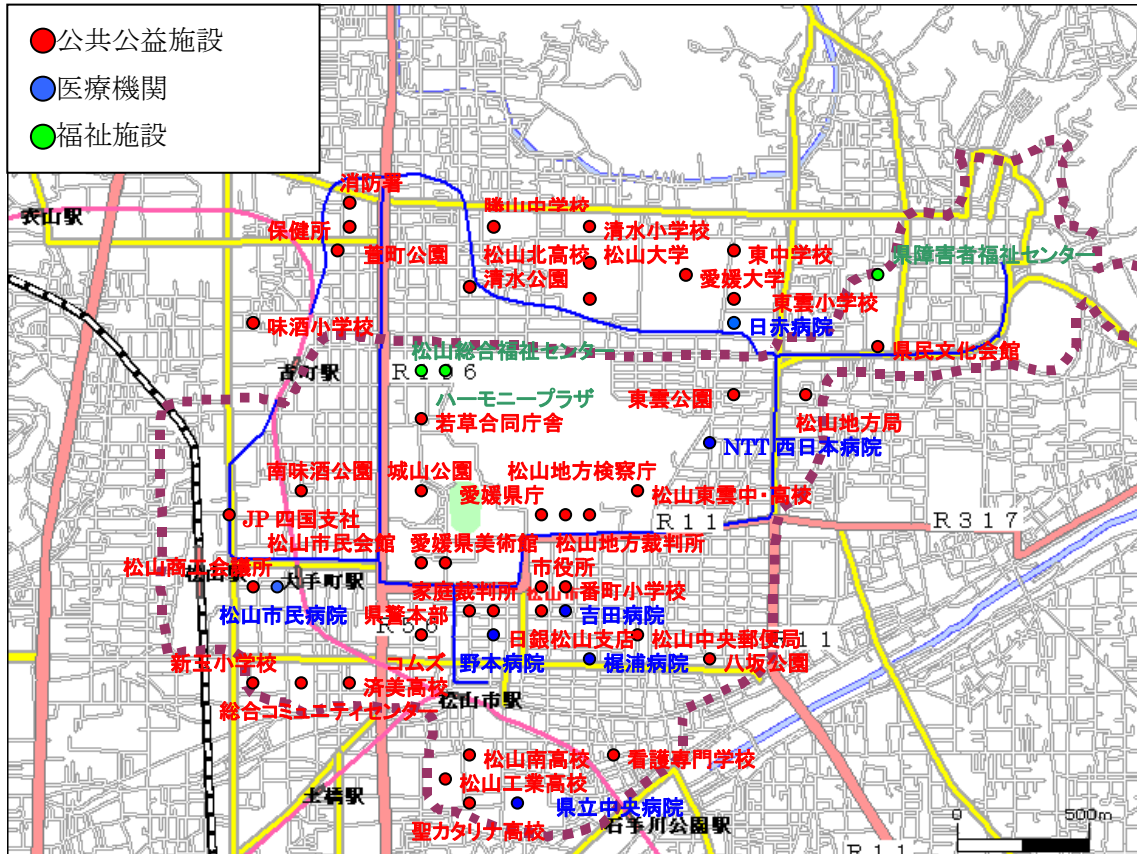 公共公益施設
医療機関
福祉施設
消防署
勝山中学校
衣山駅
保健所
清水小学校
萱町公園
松山北高校
松山大学
東中学校
県障害者福祉センター
清水公園
愛媛大学
東雲小学校
味酒小学校
日赤病院
県民文化会館
松山総合福祉センタ
古町駅
R196
ハーモニープラザ
東雲公園
若草合同庁舎
松山地方局
NTT 西日本病院
南味酒公園
城山公園
松山地方検察庁
愛媛県庁
松山東雲中・高校
JP 四国支社
R11
R317
松山市民会館
愛媛県美術館
松山地方裁判所
松山商工会議所
大手町駅
市役所
家庭裁判所
番町小学校
松山市民病院
県警本部
吉田病院
日銀松山支店
松山中央郵便局
R11
新玉小学校
コムズ
野本病院
梶浦病院
八坂公園
済美高校
松山市駅
総合コミュニティセンター
松山南高校
看護専門学校
松山工業高校
土橋駅
県立中央病院
聖カタリナ高校
石手川公園駅
0
500m
R11